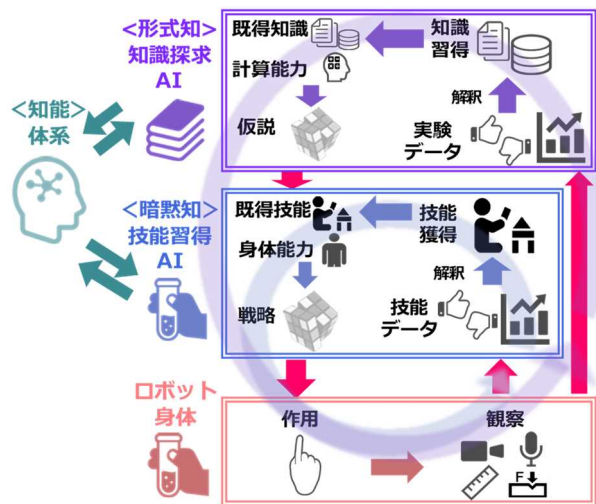 <形式知>
知識探求
AI
<知能>
体系
<暗黙知>
技能習得
AI
ロボット
身体
既得知識
計算能力
仮説
知識
習得
解釈
実験
データ
既得技能
身体能力
戦略
技能
獲得
解釈
技能
データ
作用
観察
F